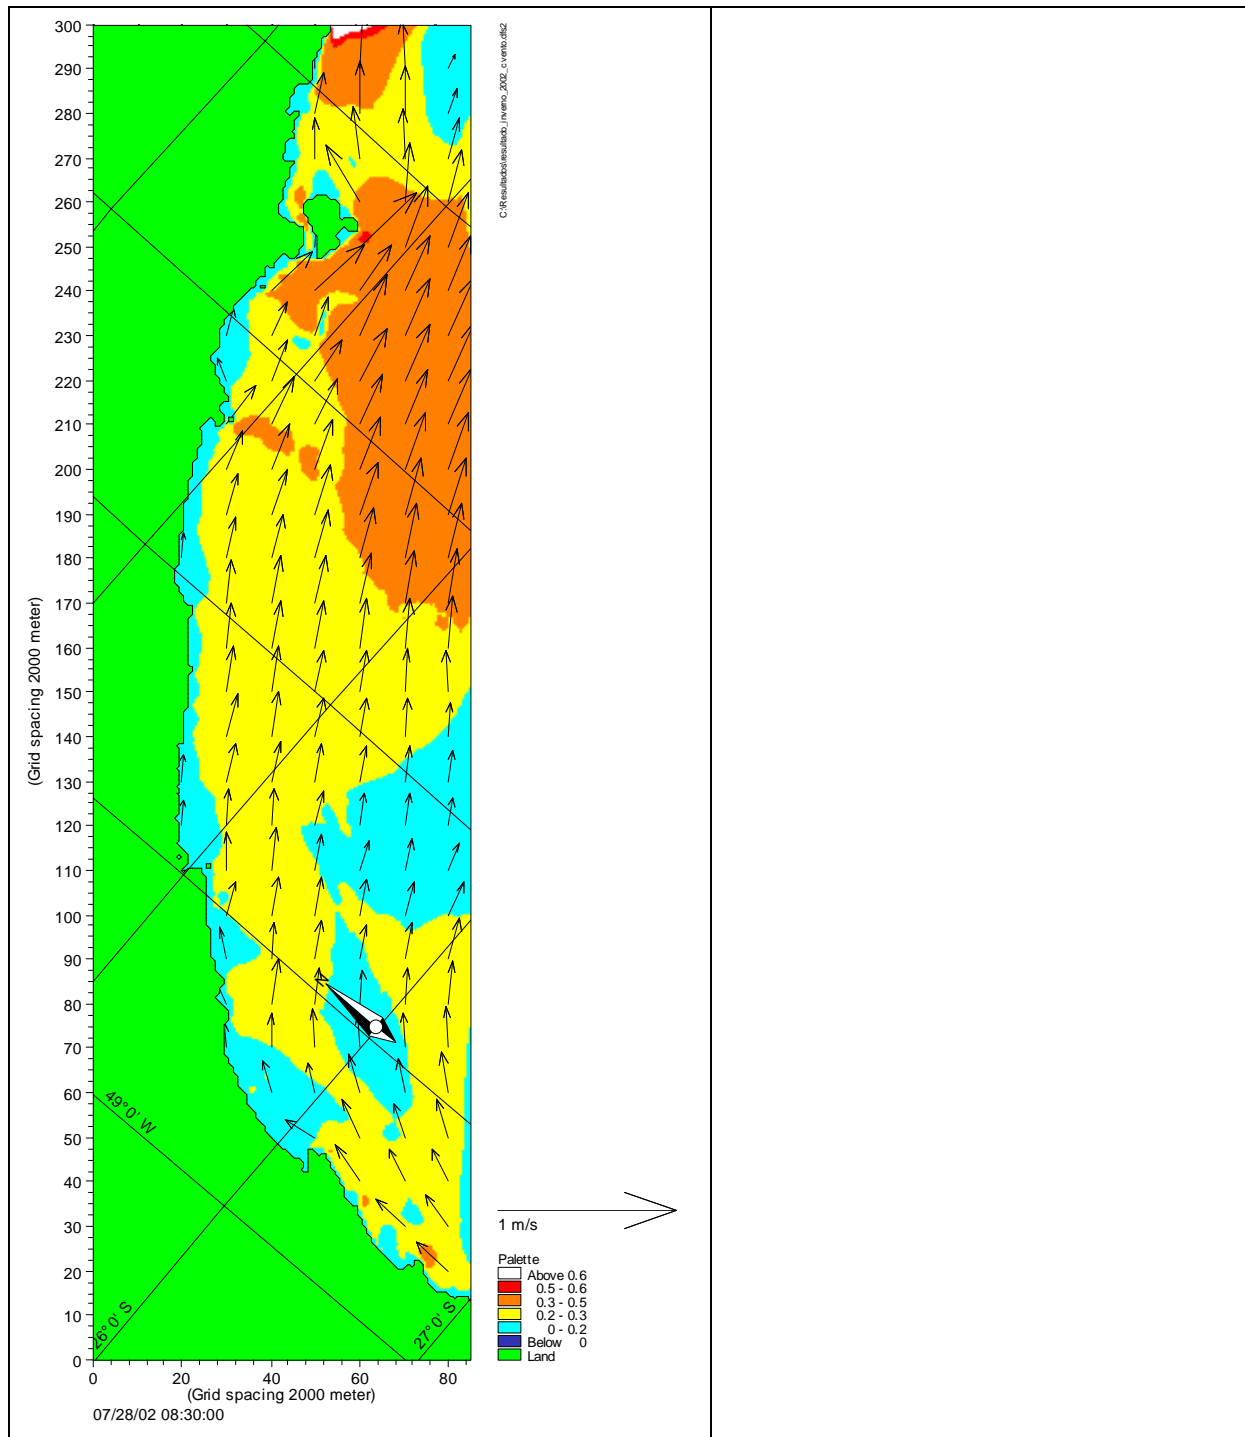 300
290
280
270
260
250
240
230
220
210
200
190
180
170
160
150
140
130
120
110
100
90
80
70
60
50
40
30
20
10
0
(Grid spacing 2000 meter)
0 20 40 60 80
(Grid spacing 2000 meter)
07/28/02 08:30:00
49°0' W
26°0' S
27°0' S
N
C:\Resultados\resultado_inverno_2002_cvento.dfs2
1 m/s
Palette
Above 0.6
0.5 - 0.6
0.3 - 0.5
0.2 - 0.3
0 - 0.2
Below 0
Land